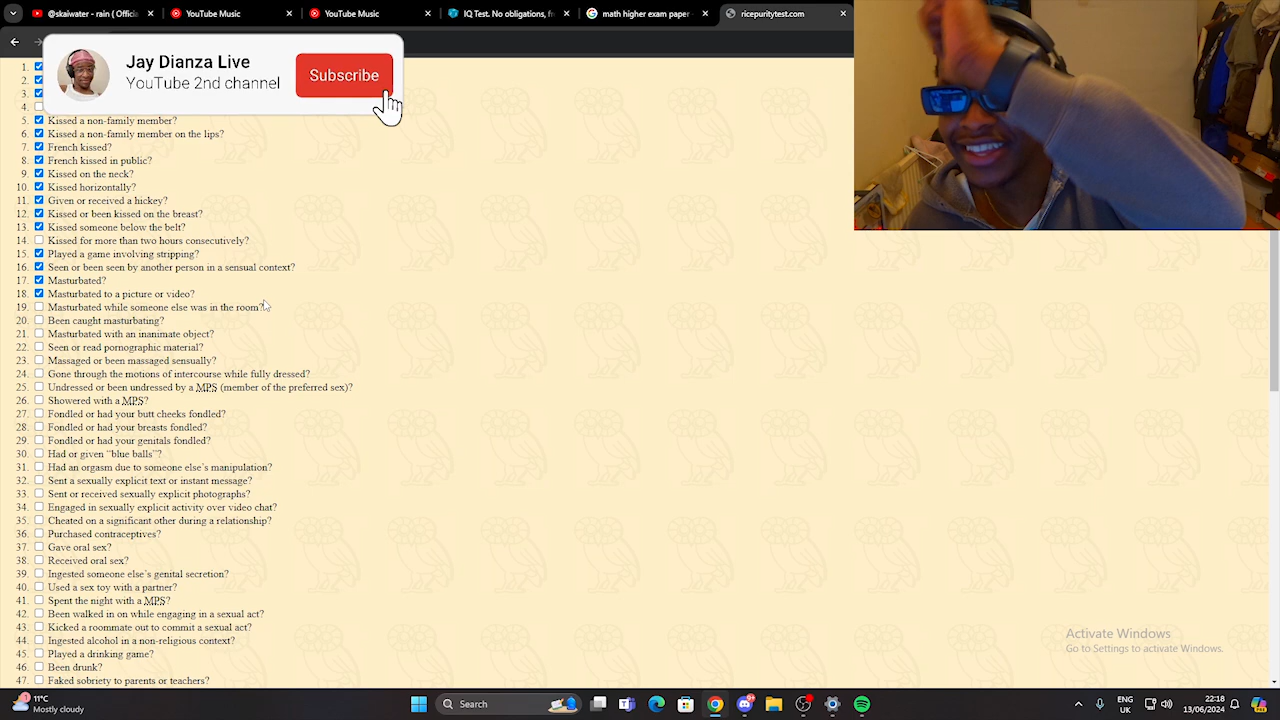 @skaiwater - rain ( Officia
YouTube Music
YouTube Music
IQ Test. No obligations, fr
math higher exam paper -
ricepuritytest.com
Jay Dianza Live
YouTube 2nd channel
Subscribe
1.
2.
3.
4.
5. Kissed a non-family member?
6. Kissed a non-family member on the lips?
7. French kissed?
8. French kissed in public?
9. Kissed on the neck?
10. Kissed horizontally?
11. Given or received a hickey?
12. Kissed or been kissed on the breast?
13. Kissed someone below the belt?
14. Kissed for more than two hours consecutively?
15. Played a game involving stripping?
16. Seen or been seen by another person in a sensual context?
17. Masturbated?
18. Masturbated to a picture or video?
19. Masturbated while someone else was in the room?
20. Been caught masturbating?
21. Masturbated with an inanimate object?
22. Seen or read pornographic material?
23. Massaged or been massaged sensually?
24. Gone through the motions of intercourse while fully dressed?
25. Undressed or been undressed by a MPS (member of the preferred sex)?
26. Showered with a MPS?
27. Fondled or had your butt cheeks fondled?
28. Fondled or had your breasts fondled?
29. Fondled or had your genitals fondled?
30. Had or given “blue balls”?
31. Had an orgasm due to someone else’s manipulation?
32. Sent a sexually explicit text or instant message?
33. Sent or received sexually explicit photographs?
34. Engaged in sexually explicit activity over video chat?
35. Cheated on a significant other during a relationship?
36. Purchased contraceptives?
37. Gave oral sex?
38. Received oral sex?
39. Ingested someone else’s genital secretion?
40. Used a sex toy with a partner?
41. Spent the night with a MPS?
42. Been walked in on while engaging in a sexual act?
43. Kicked a roommate out to commit a sexual act?
44. Ingested alcohol in a non-religious context?
45. Played a drinking game?
46. Been drunk?
47. Faked sobriety to parents or teachers?
Activate Windows
Go to Settings to activate Windows.
11°C
Mostly cloudy
Search
ENG
UK
22:18
13/06/2024